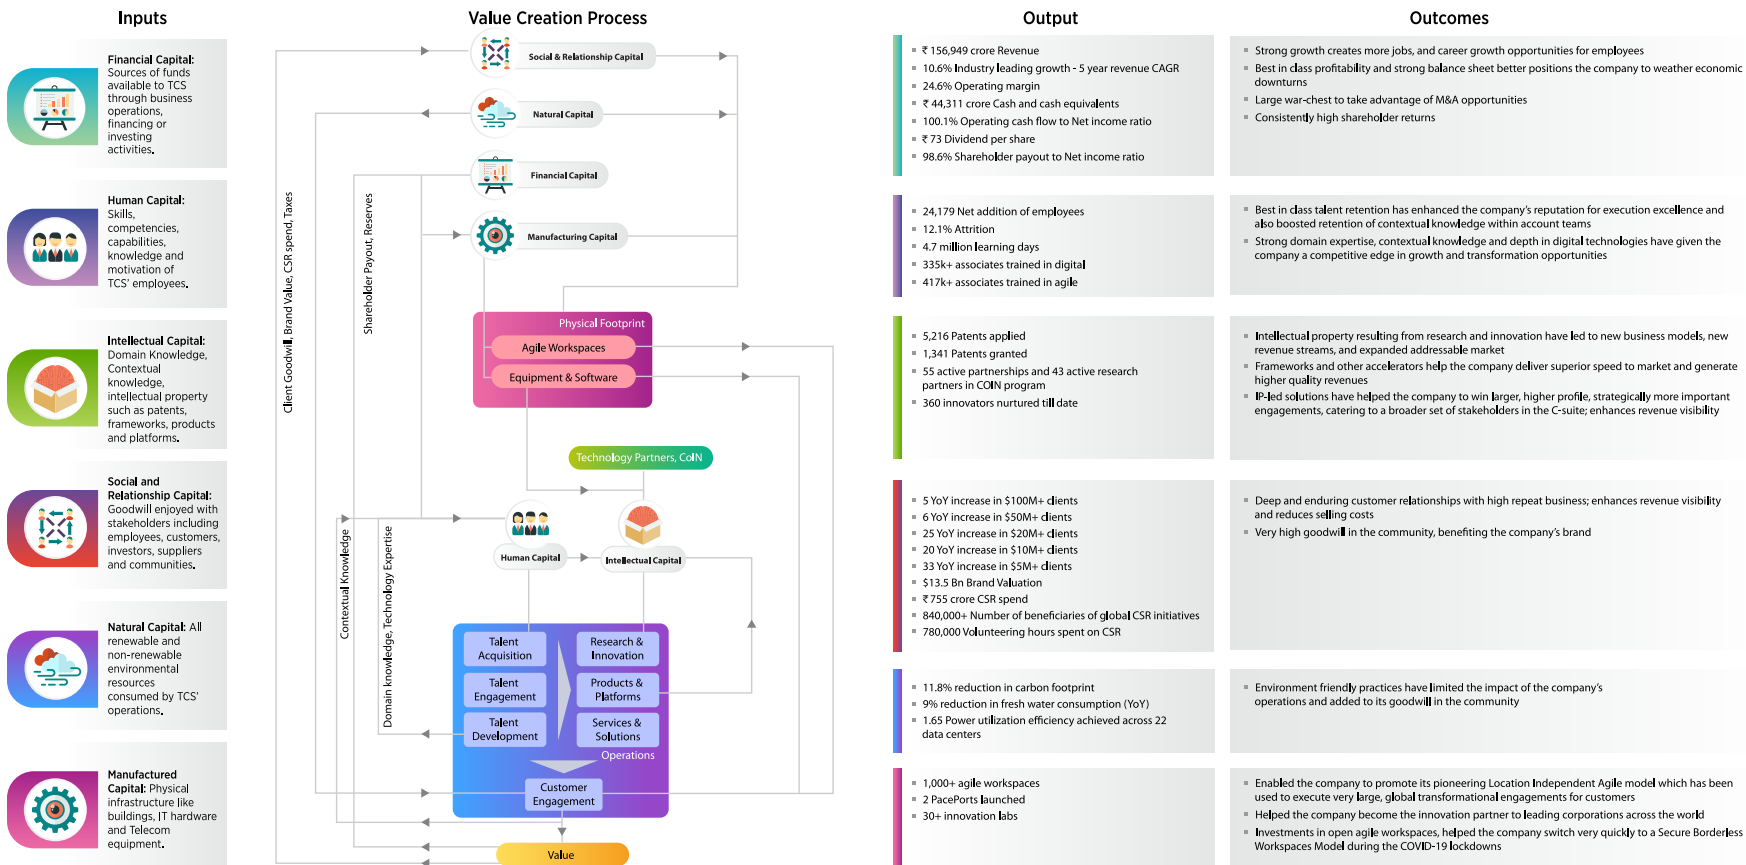 Inputs
Value Creation Process
Output
Outcomes
Financial Capital:
Sources of funds
available to TCS
through business
operations,
financing or
investing
activities.
Human Capital:
Skills,
competencies,
capabilities,
knowledge and
motivation of
TCS' employees.
Intellectual Capital:
Domain Knowledge,
Contextual
knowledge,
intellectual property
such as patents,
frameworks, products
and platforms.
Social and
Relationship Capital:
Goodwill enjoyed with
stakeholders including
employees, customers,
investors, suppliers
and communities.
Natural Capital: All
renewable and
non-renewable
environmental
resources
consumed by TCS'
operations.
Manufactured
Capital: Physical
infrastructure like
buildings, IT hardware
and Telecom
equipment.
Client Goodwill, Brand Value, CSR spend, Taxes
Shareholder Payout, Reserves
Contextual Knowledge
Domain knowledge, Technology Expertise
Social & Relationship Capital
Natural Capital
Financial Capital
Manufacturing Capital
Physical Footprint
Agile Workspaces
Equipment & Software
Technology Partners, CoIN
Human Capital
Intellectual Capital
Talent
Acquisition
Research &
Innovation
Talent
Engagement
Products &
Platforms
Talent
Development
Services &
Solutions
Operations
Customer
Engagement
Value
₹ 156,949 crore Revenue
10.6% Industry leading growth - 5 year revenue CAGR
24.6% Operating margin
₹ 44,311 crore Cash and cash equivalents
100.1% Operating cash flow to Net income ratio
₹ 73 Dividend per share
98.6% Shareholder payout to Net income ratio
Strong growth creates more jobs, and career growth opportunities for employees
Best in class profitability and strong balance sheet better positions the company to weather economic
downturns
Large war-chest to take advantage of M&A opportunities
Consistently high shareholder returns
24,179 Net addition of employees
12.1% Attrition
4.7 million learning days
335k+ associates trained in digital
417k+ associates trained in agile
Best in class talent retention has enhanced the company's reputation for execution excellence and
also boosted retention of contextual knowledge within account teams
Strong domain expertise, contextual knowledge and depth in digital technologies have given the
company a competitive edge in growth and transformation opportunities
5,216 Patents applied
1,341 Patents granted
55 active partnerships and 43 active research
partners in COIN program
360 innovators nurtured till date
Intellectual property resulting from research and innovation have led to new business models, new
revenue streams, and expanded addressable market
Frameworks and other accelerators help the company deliver superior speed to market and generate
higher quality revenues
IP-led solutions have helped the company to win larger, higher profile, strategically more important
engagements, catering to a broader set of stakeholders in the C-suite; enhances revenue visibility
5 YoY increase in $100M+ clients
6 YoY increase in $50M+ clients
25 YoY increase in $20M+ clients
20 YoY increase in $10M+ clients
33 YoY increase in $5M+ clients
$13.5 Bn Brand Valuation
₹ 755 crore CSR spend
840,000+ Number of beneficiaries of global CSR initiatives
780,000 Volunteering hours spent on CSR
Deep and enduring customer relationships with high repeat business; enhances revenue visibility
and reduces selling costs
Very high goodwill in the community, benefiting the company's brand
11.8% reduction in carbon footprint
9% reduction in fresh water consumption (YoY)
1.65 Power utilization efficiency achieved across 22
data centers
Environment friendly practices have limited the impact of the company's
operations and added to its goodwill in the community
1,000+ agile workspaces
2 PacePorts launched
30+ innovation labs
Enabled the company to promote its pioneering Location Independent Agile model which has been
used to execute very large, global transformational engagements for customers
Helped the company become the innovation partner to leading corporations across the world
Investments in open agile workspaces, helped the company switch very quickly to a Secure Borderless
Workspaces Model during the COVID-19 lockdowns